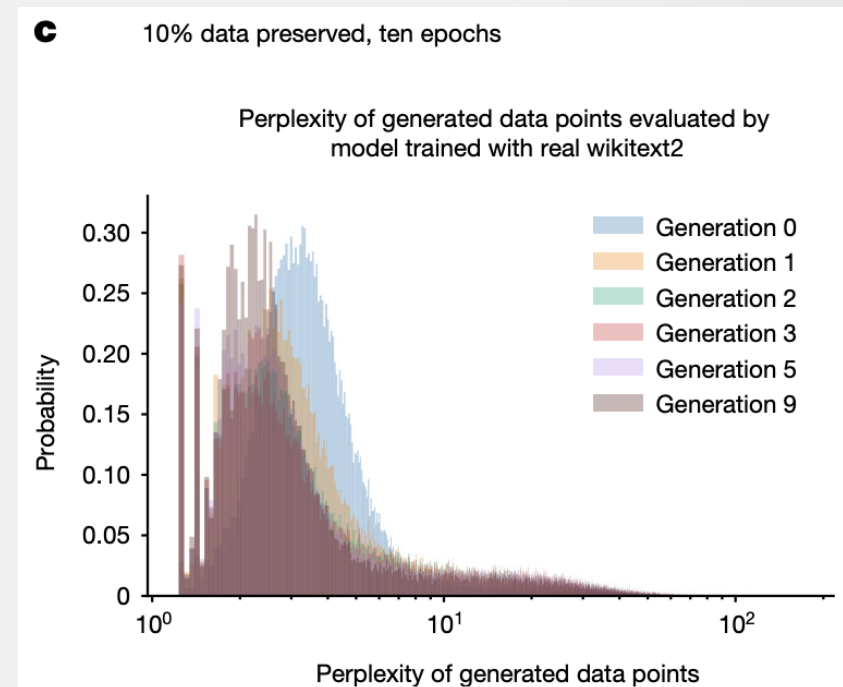 c 10% data preserved, ten epochs
Perplexity of generated data points evaluated by
model trained with real wikitext2
0.30
0.25
0.20
0.15
0.10
0.05
0
Probability
Generation 0
Generation 1
Generation 2
Generation 3
Generation 5
Generation 9
10⁰ 10¹ 10²
Perplexity of generated data points